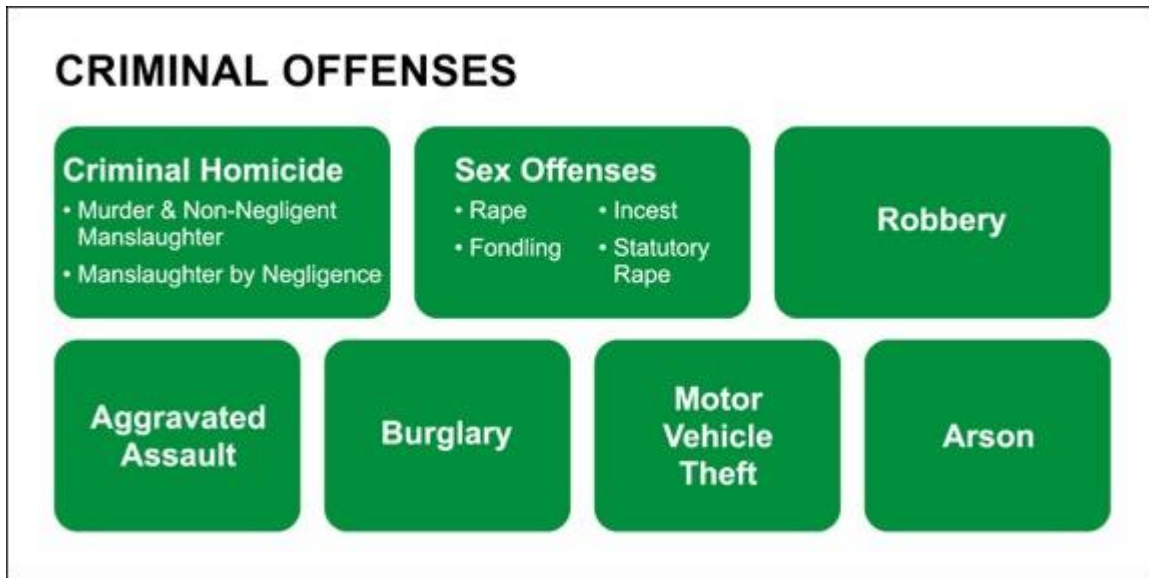 CRIMINAL OFFENSES
Criminal Homicide
• Murder & Non-Negligent
Manslaughter
• Manslaughter by Negligence
Sex Offenses
• Rape
• Fondling
• Incest
• Statutory
Rape
Robbery
Aggravated
Assault
Burglary
Motor
Vehicle
Theft
Arson